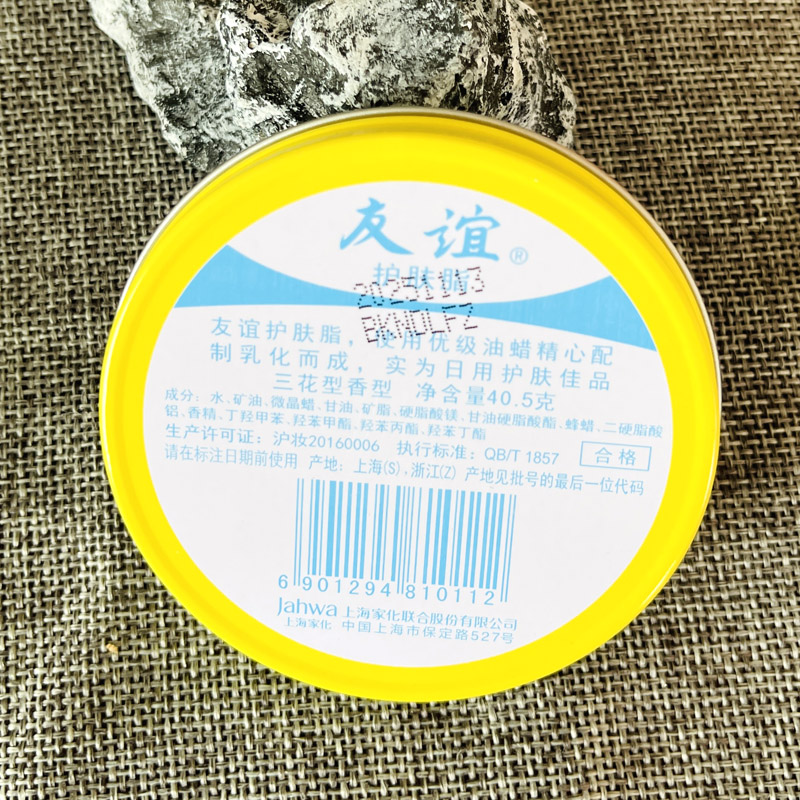 友谊®
护肤脂
20251113
BKWDLFZ
友谊护肤脂，使用优级油蜡精心配
制乳化而成，实为日用护肤佳品
三花型香型 净含量40.5克
成分：水、矿油、微晶蜡、甘油、矿脂、硬脂酸镁、甘油硬脂酸酯、蜂蜡、二硬脂酸
铝、香精、丁羟甲苯、羟苯甲酯、羟苯丙酯、羟苯丁酯
生产许可证：沪妆20160006 执行标准：QB/T 1857 合格
请在标注日期前使用 产地：上海(S)，浙江(Z) 产地见批号的最后一位代码
6 901294 810112
Jahwa 上海家化联合股份有限公司
上海家化 中国上海市保定路527号